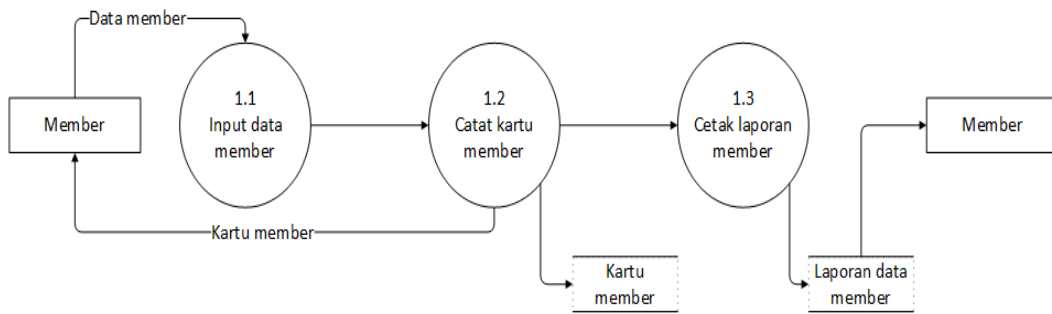 Data member
Member
1.1
Input data
member
1.2
Catat kartu
member
1.3
Cetak laporan
member
Member
Kartu member
Kartu
member
Laporan data
member